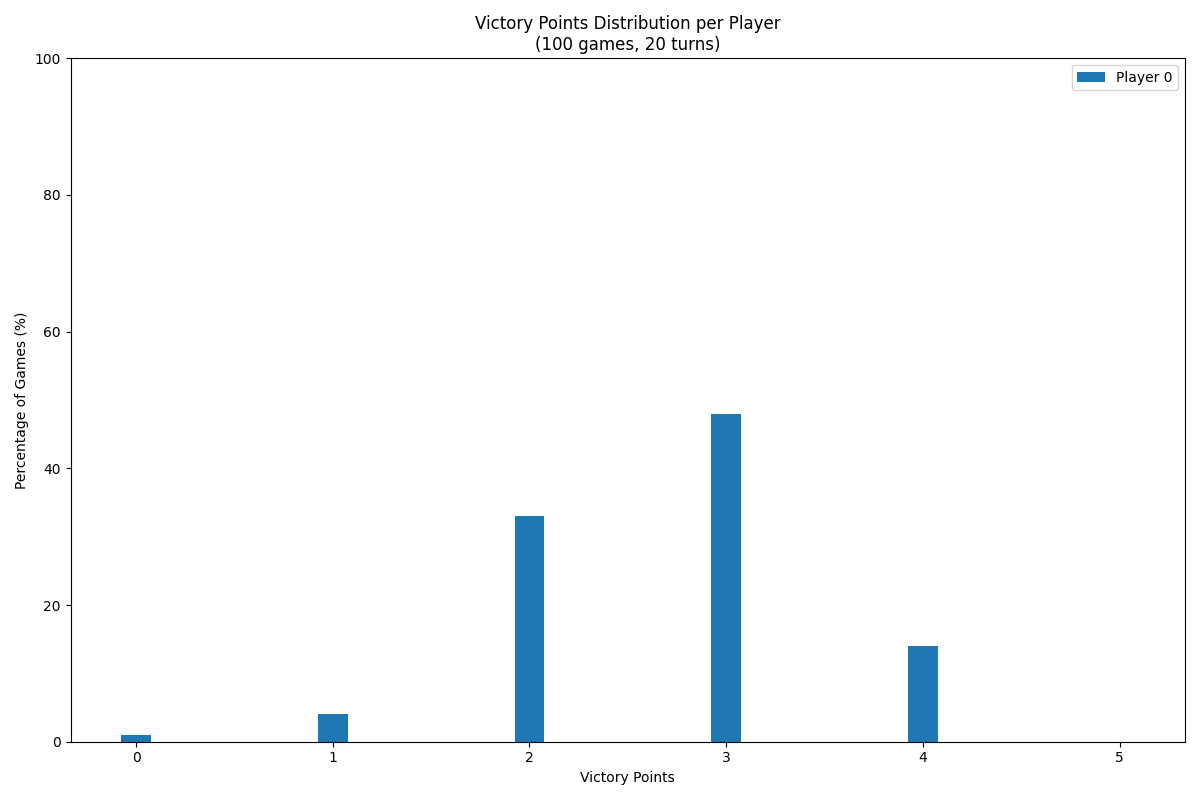 Victory Points Distribution per Player
(100 games, 20 turns)
Player 0
Percentage of Games (%)
100
80
60
40
20
0
0 1 2 3 4 5
Victory Points